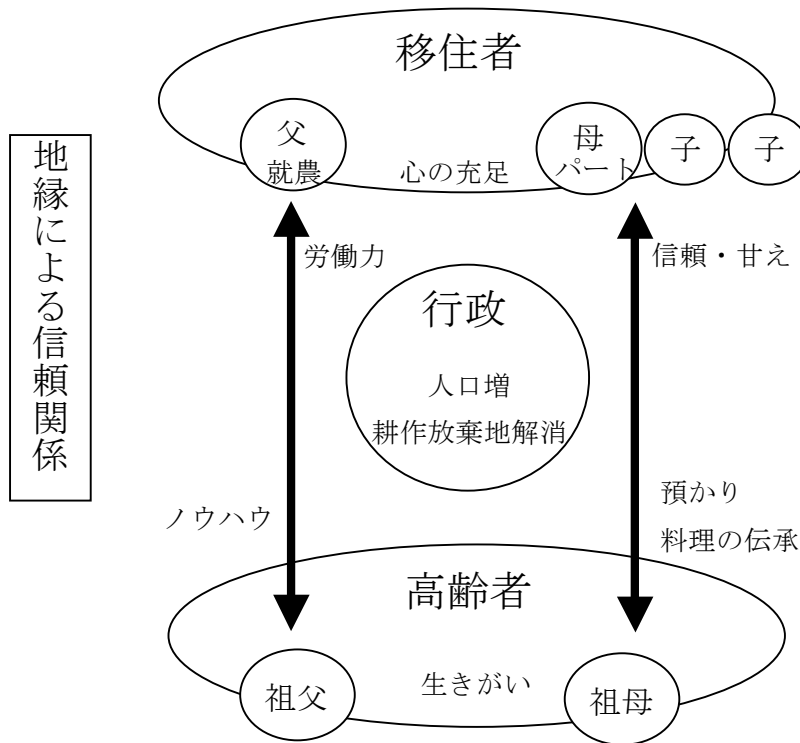 移住者
父
就農
心の充足
母
パート
子
子
地縁による信頼関係
労働力
信頼・甘え
行政
人口増
耕作放棄地解消
ノウハウ
預かり
料理の伝承
高齢者
祖父
生きがい
祖母